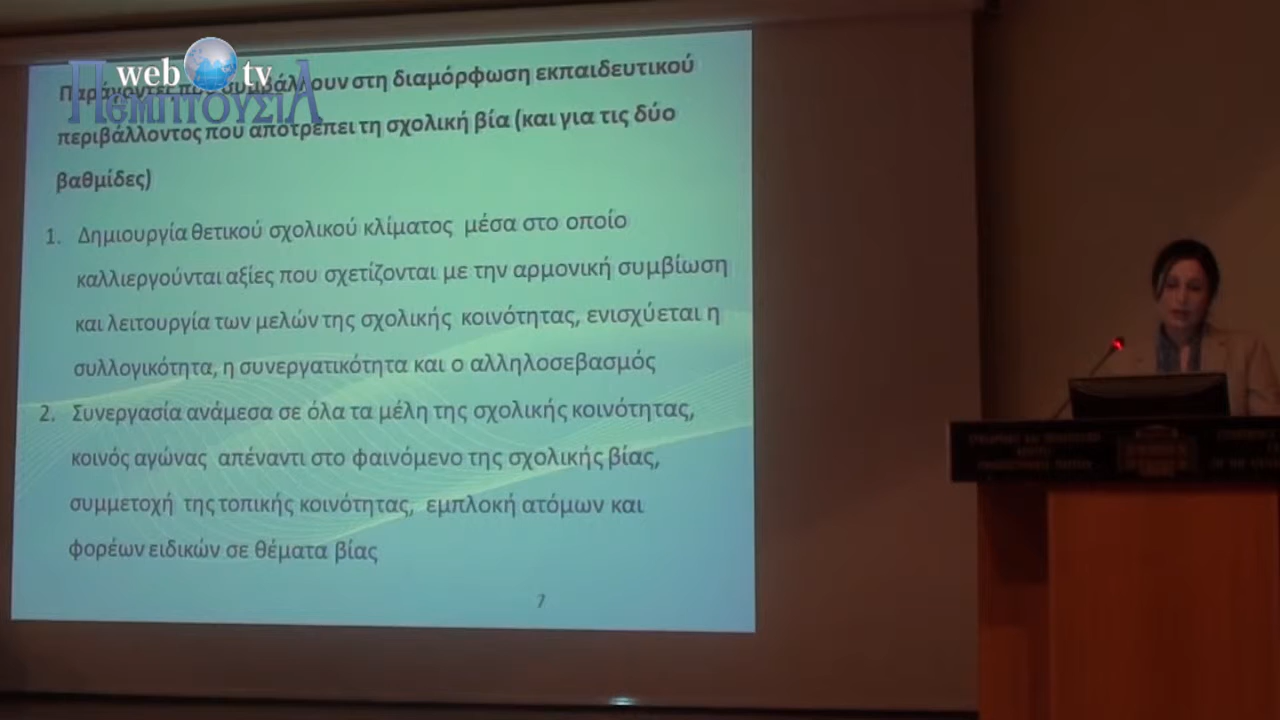 web tv
ΠΕΜΠΤΟΥΣΙΑ
Παράγοντες που συμβάλλουν στη διαμόρφωση εκπαιδευτικού
περιβάλλοντος που αποτρέπει τη σχολική βία (και για τις δύο
βαθμίδες)
1. Δημιουργία θετικού σχολικού κλίματος μέσα στο οποίο
καλλιεργούνται αξίες που σχετίζονται με την αρμονική συμβίωση
και λειτουργία των μελών της σχολικής κοινότητας, ενισχύεται η
συλλογικότητα, η συνεργατικότητα και ο αλληλοσεβασμός
2. Συνεργασία ανάμεσα σε όλα τα μέλη της σχολικής κοινότητας,
κοινός αγώνας απέναντι στο φαινόμενο της σχολικής βίας,
συμμετοχή της τοπικής κοινότητας, εμπλοκή ατόμων και
φορέων ειδικών σε θέματα βίας
7